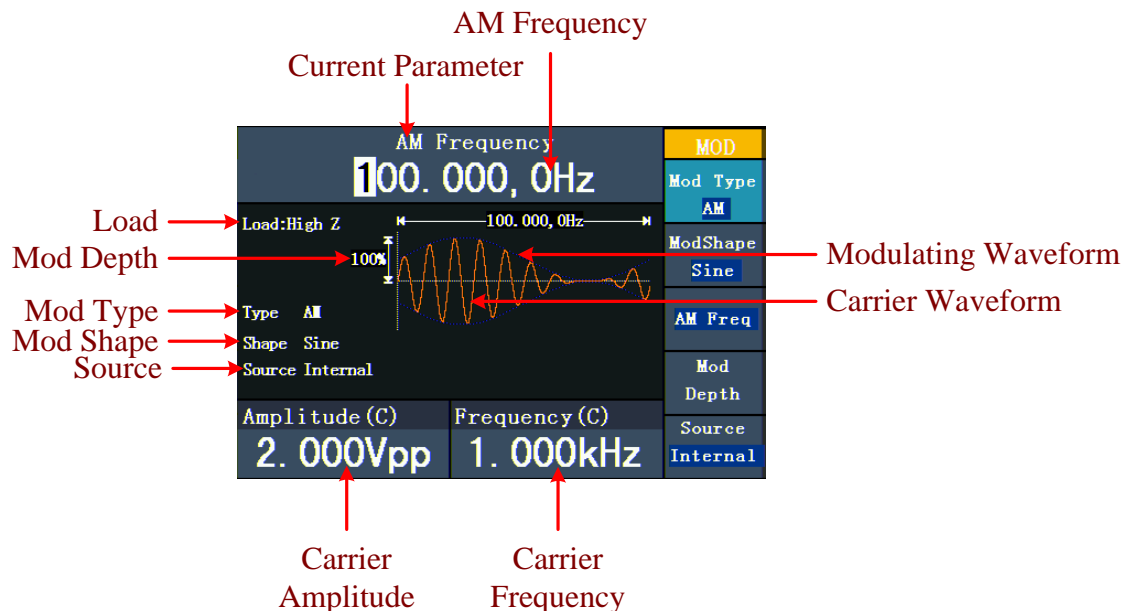 AM Frequency
Current Parameter
AM Frequency
100.000,0Hz
MOD
Mod Type
AM
ModShape
Sine
AM Freq
Mod
Depth
Source
Internal
Load
Load:High Z
100.000,0Hz
Mod Depth
100%
Modulating Waveform
Carrier Waveform
Mod Type
Type AM
Mod Shape
Shape Sine
Source
Source Internal
Amplitude(C)
2.000Vpp
Frequency(C)
1.000kHz
Carrier
Amplitude
Carrier
Frequency